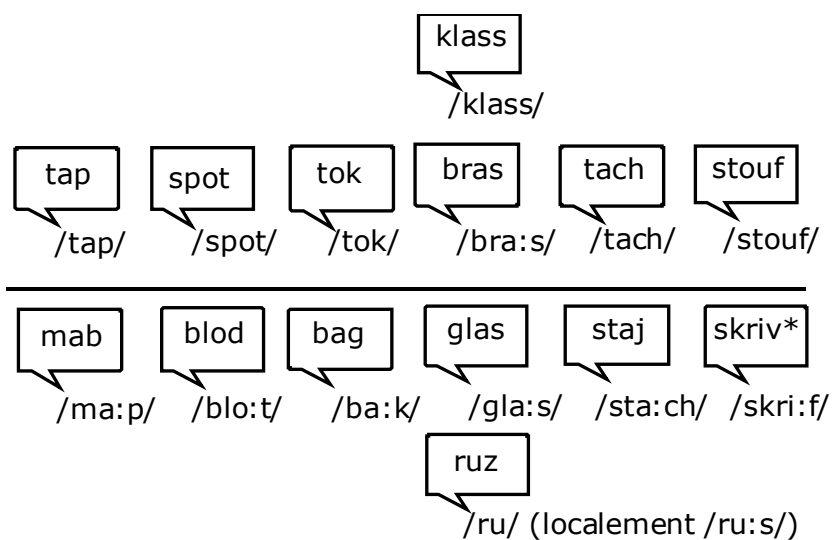 klass
/klass/
tap spot tok bras tach stouf
/tap/ /spot/ /tok/ /bra:s/ /tach/ /stouf/
mab blod bag glas staj skriv*
/ma:p/ /blo:t/ /ba:k/ /gla:s/ /sta:ch/ /skri:f/
ruz
/ru/ (localement /ru:s/)